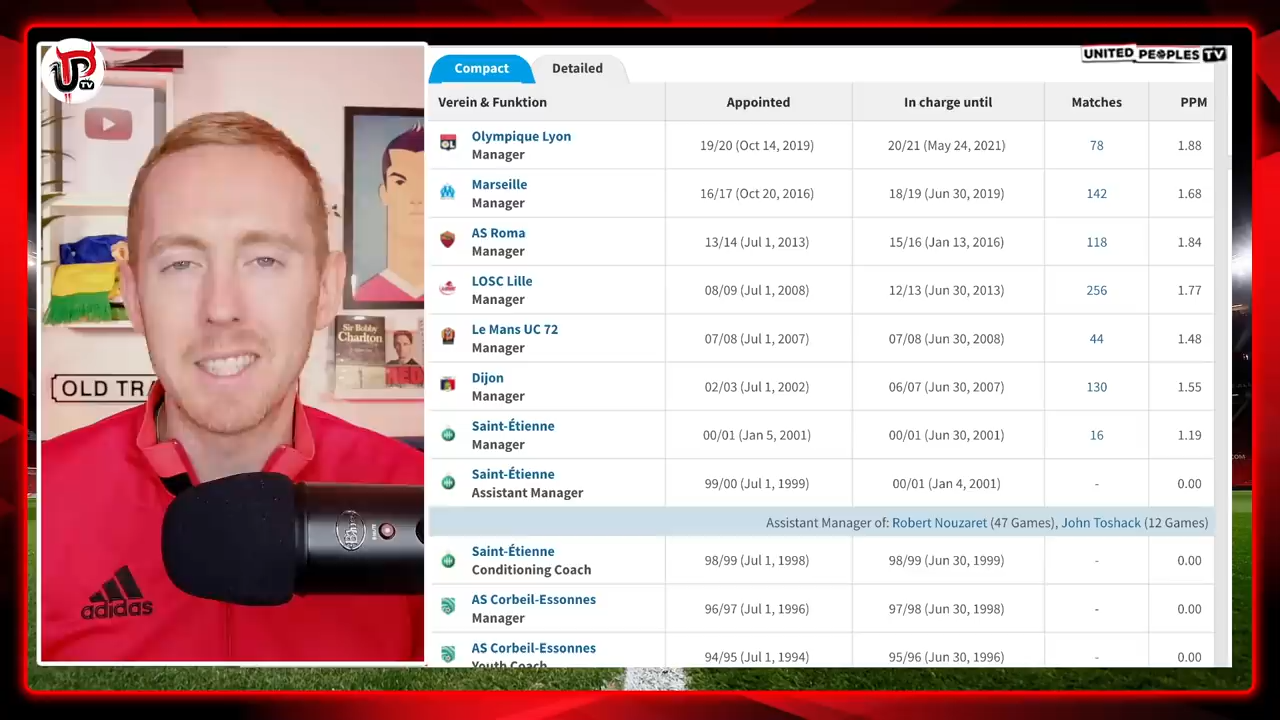 UP
TV
UNITED PEOPLES TV
Sir Bobby
Charlton
RED
OLD TRA
adidas
Blue
Compact Detailed
Verein & Funktion Appointed In charge until Matches PPM
Olympique Lyon
Manager 19/20 (Oct 14, 2019) 20/21 (May 24, 2021) 78 1.88
Marseille
Manager 16/17 (Oct 20, 2016) 18/19 (Jun 30, 2019) 142 1.68
AS Roma
Manager 13/14 (Jul 1, 2013) 15/16 (Jan 13, 2016) 118 1.84
LOSC Lille
Manager 08/09 (Jul 1, 2008) 12/13 (Jun 30, 2013) 256 1.77
Le Mans UC 72
Manager 07/08 (Jul 1, 2007) 07/08 (Jun 30, 2008) 44 1.48
Dijon
Manager 02/03 (Jul 1, 2002) 06/07 (Jun 30, 2007) 130 1.55
Saint-Étienne
Manager 00/01 (Jan 5, 2001) 00/01 (Jun 30, 2001) 16 1.19
Saint-Étienne
Assistant Manager 99/00 (Jul 1, 1999) 00/01 (Jan 4, 2001) - 0.00
Assistant Manager of: Robert Nouzaret (47 Games), John Toshack (12 Games)
Saint-Étienne
Conditioning Coach 98/99 (Jul 1, 1998) 98/99 (Jun 30, 1999) - 0.00
AS Corbeil-Essonnes
Manager 96/97 (Jul 1, 1996) 97/98 (Jun 30, 1998) - 0.00
AS Corbeil-Essonnes
Youth Coach 94/95 (Jul 1, 1994) 95/96 (Jun 30, 1996) - 0.00